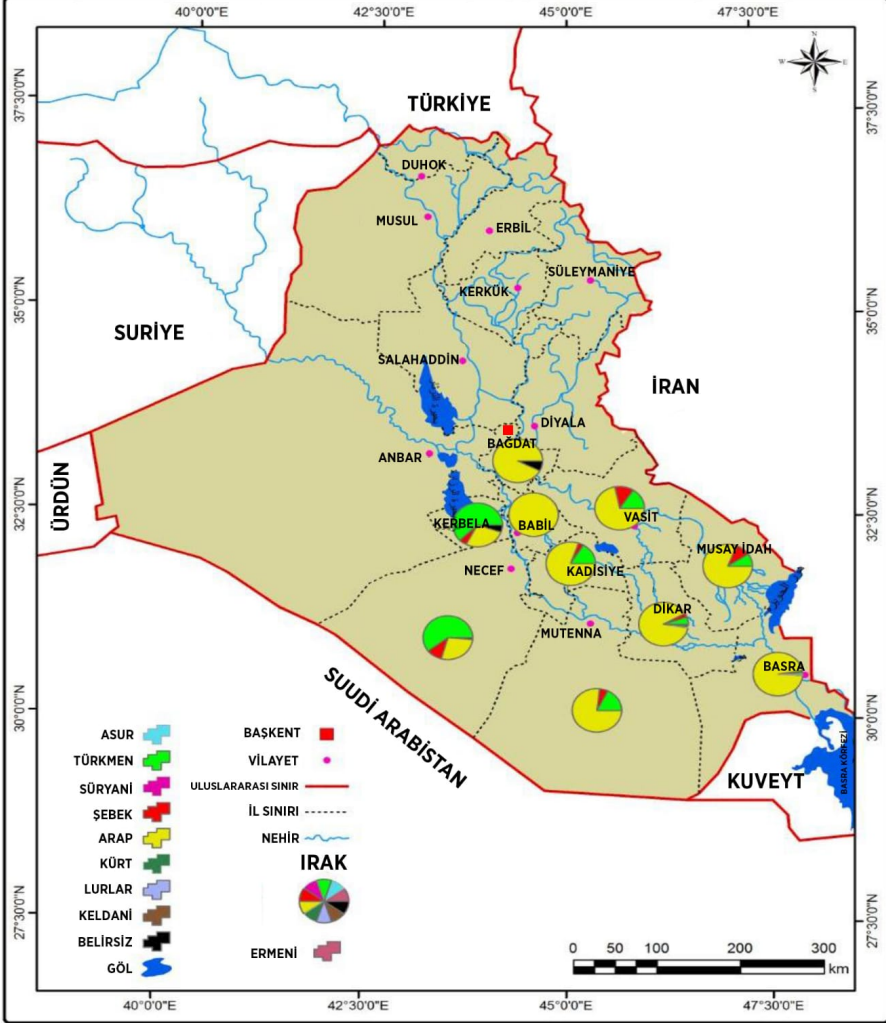 40°0'0"E
42°30'0"E
45°0'0"E
47°30'0"E
37°30'0"N
37°30'0"N
N
W
E
S
TÜRKİYE
DUHOK
MUSUL
ERBİL
SÜLEYMANİYE
KERKÜK
35°0'0"N
35°0'0"N
SURİYE
SALAHADDİN
İRAN
DİYALA
BAĞDAT
ANBAR
ÜRDÜN
32°30'0"N
32°30'0"N
KERBELA
BABİL
VASİT
MUSAY İDAH
NECEF
KADİSİYE
DİKAR
MUTENNA
BASRA
SUUDİ ARABİSTAN
30°0'0"N
30°0'0"N
KUVEYT
BASRA KÖRFEZİ
ASUR
TÜRKMEN
SÜRYANİ
ŞEBEK
ARAP
KÜRT
LURLAR
KELDANİ
BELİRSİZ
GÖL
BAŞKENT
VİLAYET
ULUSLARARASI SINIR
İL SINIRI
NEHİR
IRAK
ERMENİ
27°30'0"N
27°30'0"N
0 50 100 200 300
km
40°0'0"E
42°30'0"E
45°0'0"E
47°30'0"E